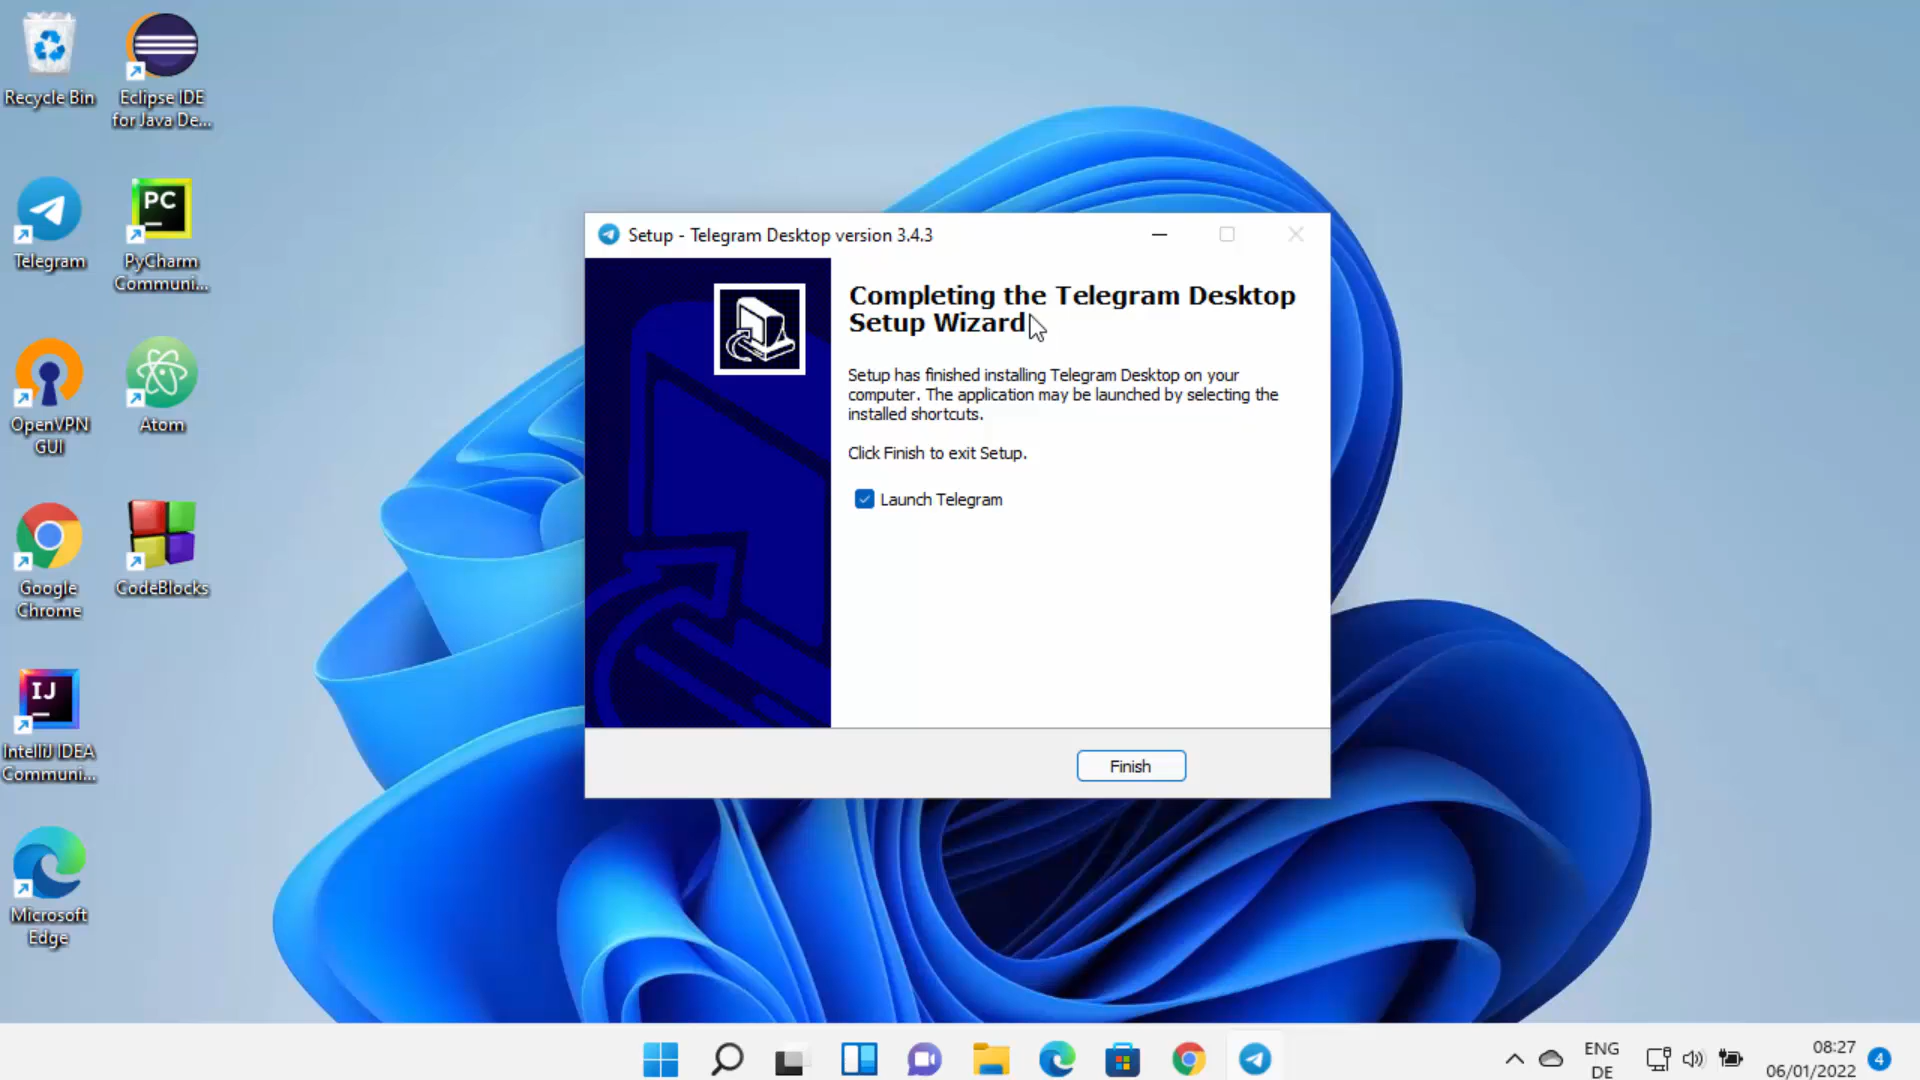 Recycle Bin
Eclipse IDE
for Java De...
Telegram
PC
PyCharm
Communi...
OpenVPN
GUI
Atom
Google
Chrome
CodeBlocks
IJ
IntelliJ IDEA
Communi...
Microsoft
Edge
Setup - Telegram Desktop version 3.4.3
Completing the Telegram Desktop
Setup Wizard
Setup has finished installing Telegram Desktop on your
computer. The application may be launched by selecting the
installed shortcuts.
Click Finish to exit Setup.
Launch Telegram
Finish
ENG
DE
08:27
06/01/2022
4